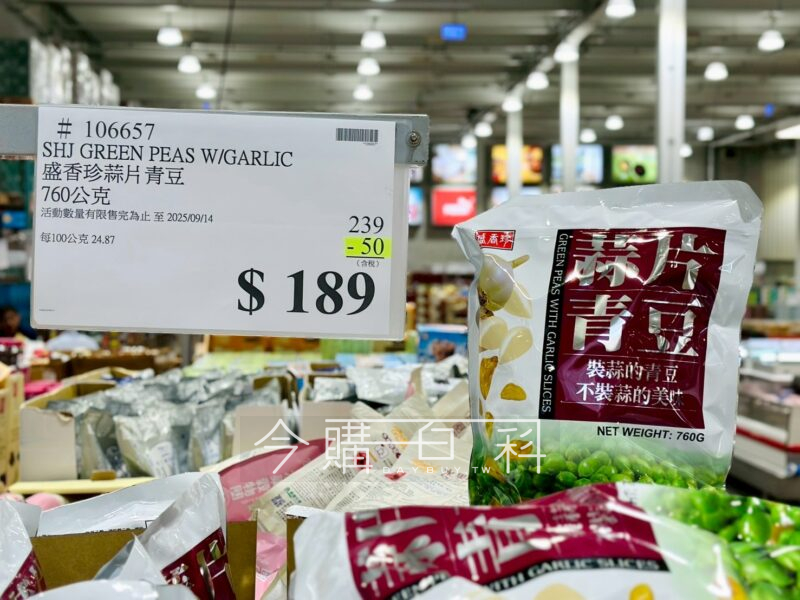 # 106657
SHJ GREEN PEAS W/GARLIC
盛香珍蒜片青豆
760公克
活動數量有限售完為止 至 2025/09/14
每100公克 24.87
239
- 50
(含稅)
$ 189
盛香珍
蒜片
青豆
GREEN PEAS WITH GARLIC SLICES
裝蒜的青豆
不裝蒜的美味
NET WEIGHT: 760G
今購百科
WITH GARLIC SLICES